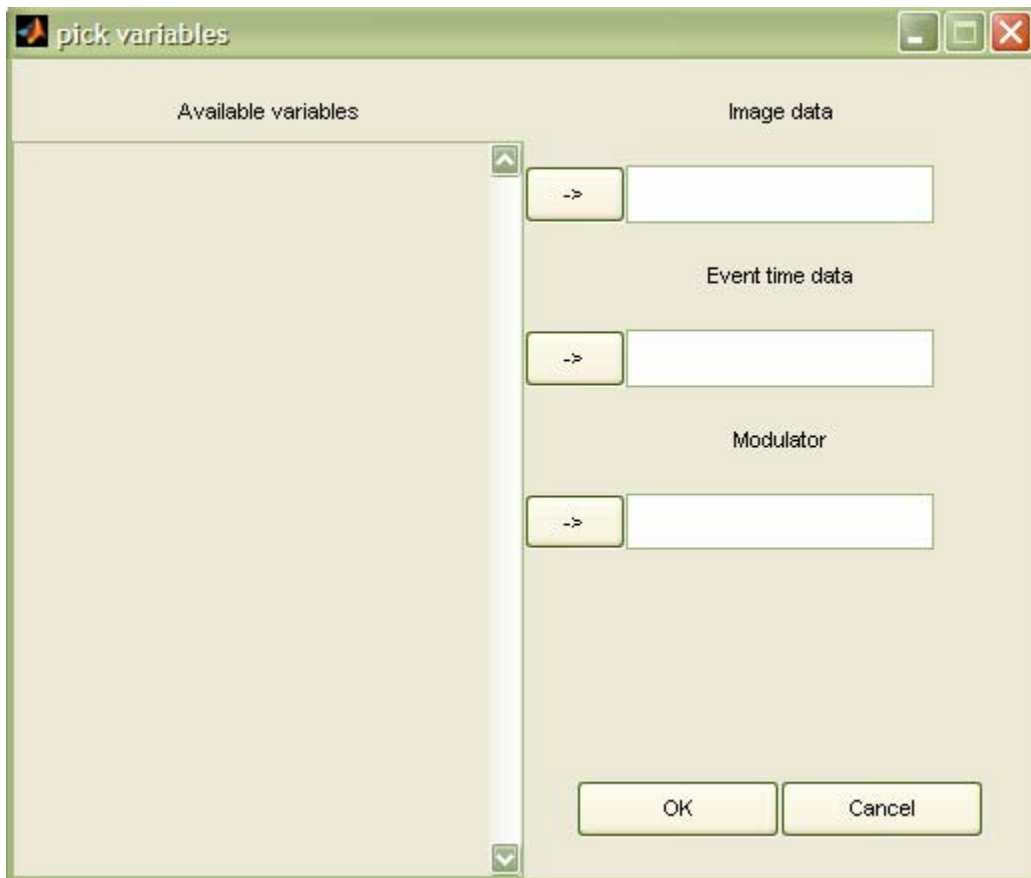 pick variables
Available variables
Image data
->
Event time data
->
Modulator
->
OK
Cancel